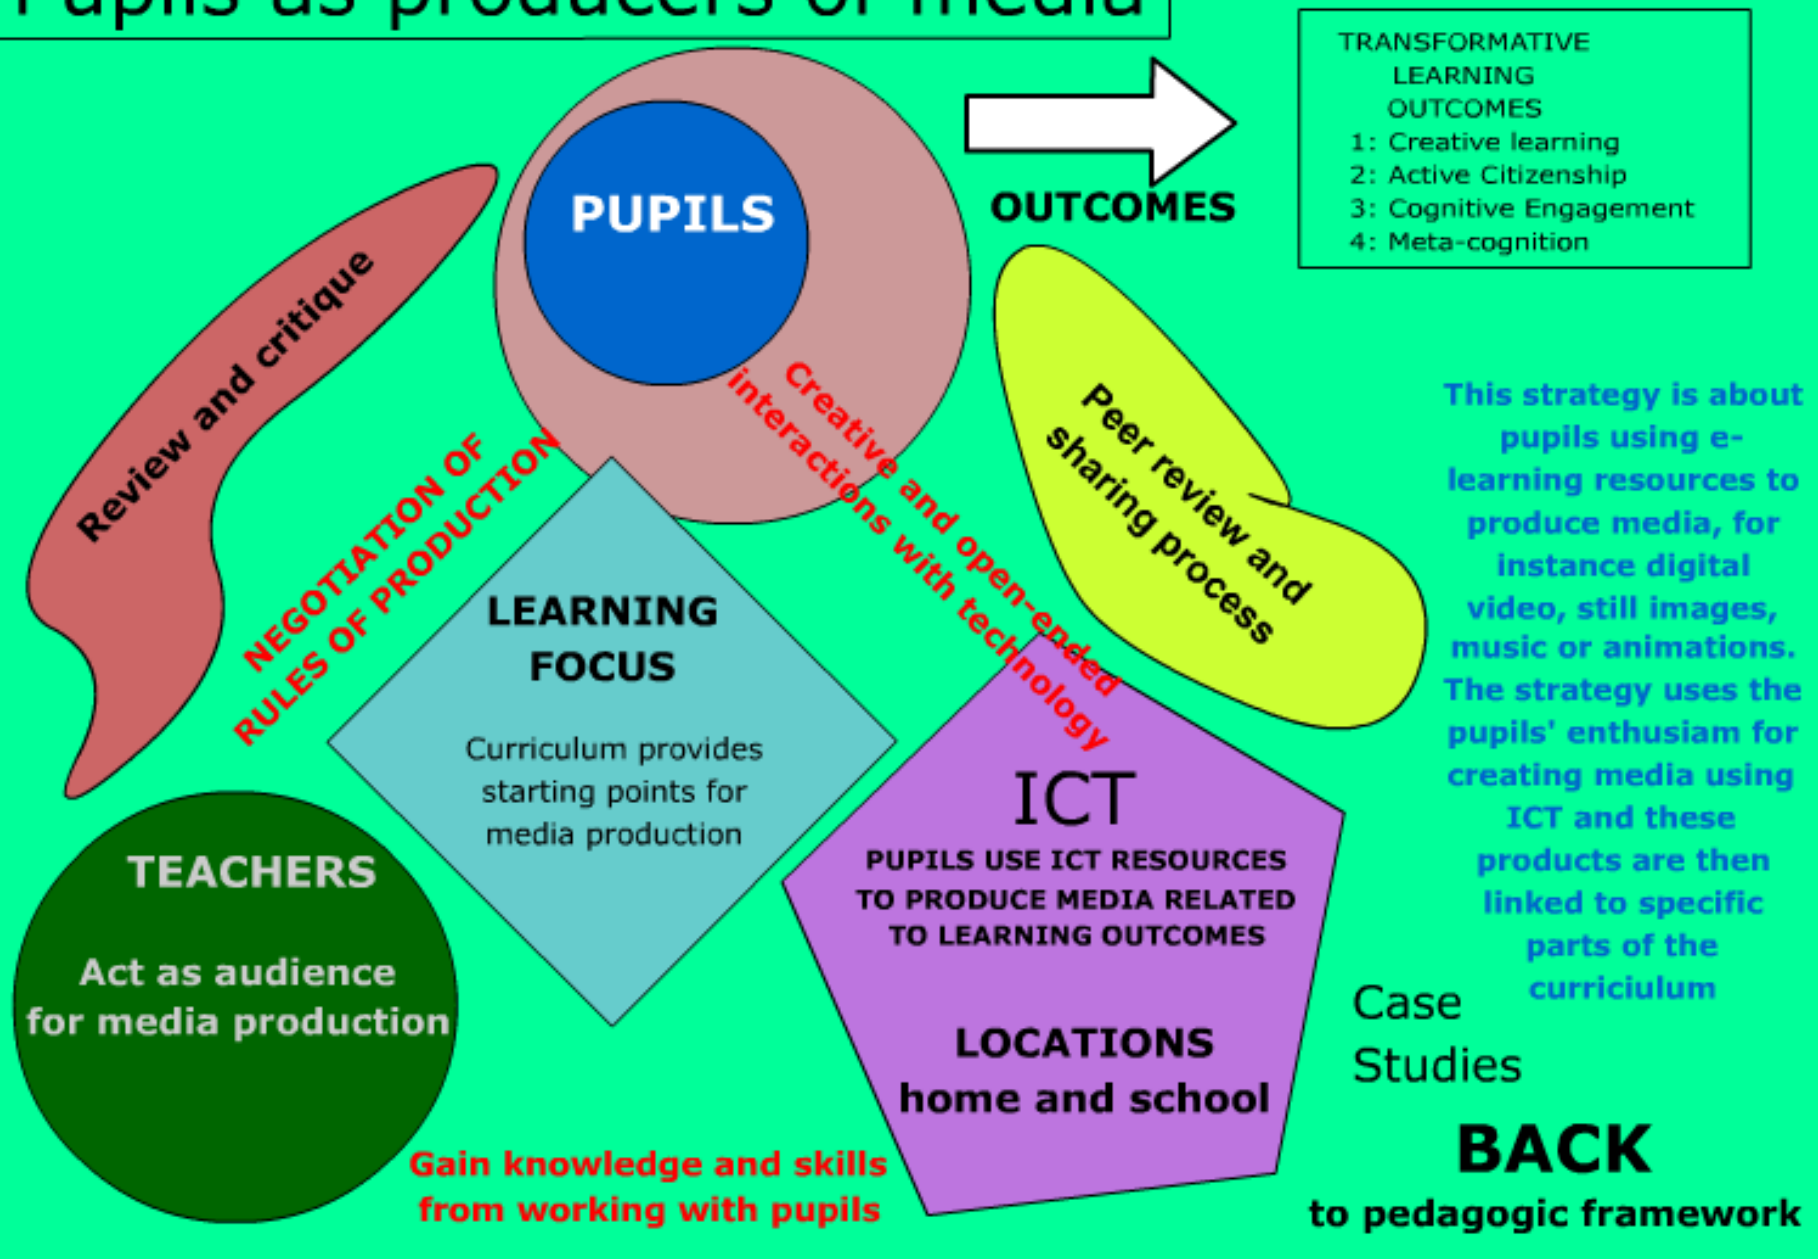 Pupils as producers of media
TRANSFORMATIVE
LEARNING
OUTCOMES
1: Creative learning
2: Active Citizenship
3: Cognitive Engagement
4: Meta-cognition
PUPILS
OUTCOMES
Review and critique
NEGOTIATION OF
RULES OF PRODUCTION
Creative and open-ended
interactions with technology
Peer review and
sharing process
This strategy is about
pupils using e-
learning resources to
produce media, for
instance digital
video, still images,
music or animations.
The strategy uses the
pupils' enthusiam for
creating media using
ICT and these
products are then
linked to specific
parts of the
curriciulum
LEARNING
FOCUS
Curriculum provides
starting points for
media production
ICT
PUPILS USE ICT RESOURCES
TO PRODUCE MEDIA RELATED
TO LEARNING OUTCOMES
LOCATIONS
home and school
TEACHERS
Act as audience
for media production
Gain knowledge and skills
from working with pupils
Case
Studies
BACK
to pedagogic framework